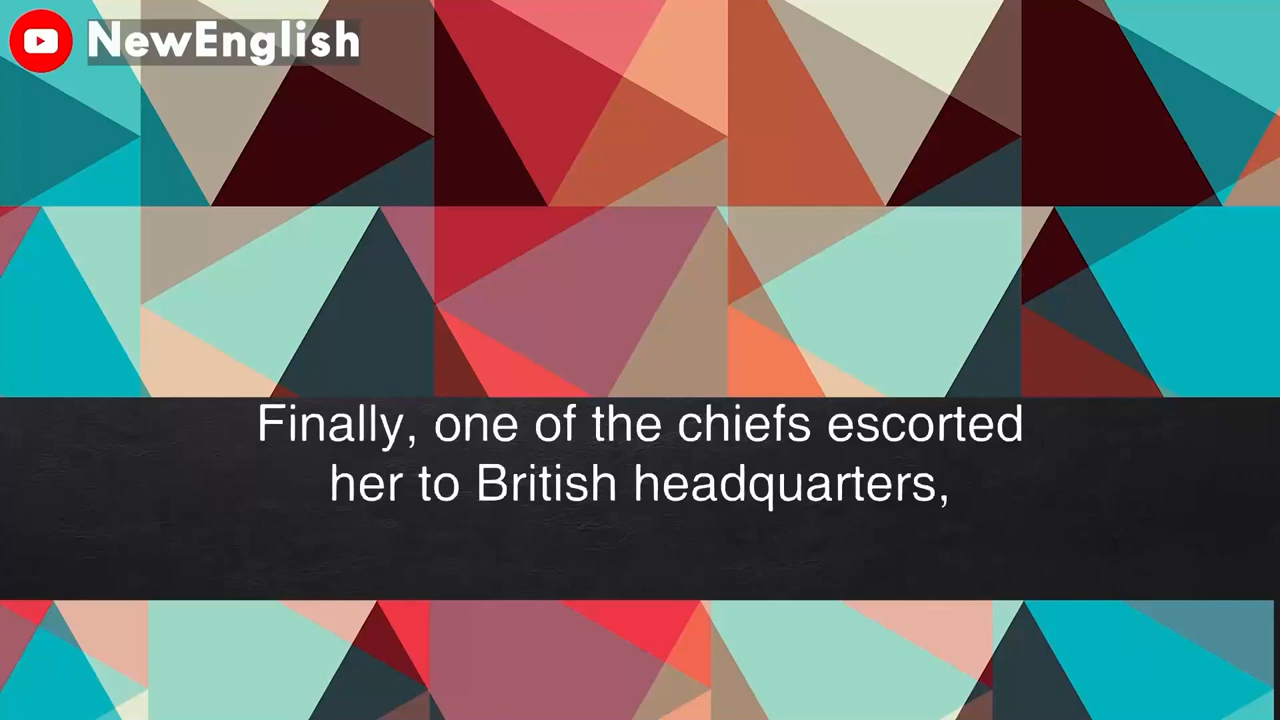 NewEnglish
Finally, one of the chiefs escorted
her to British headquarters,